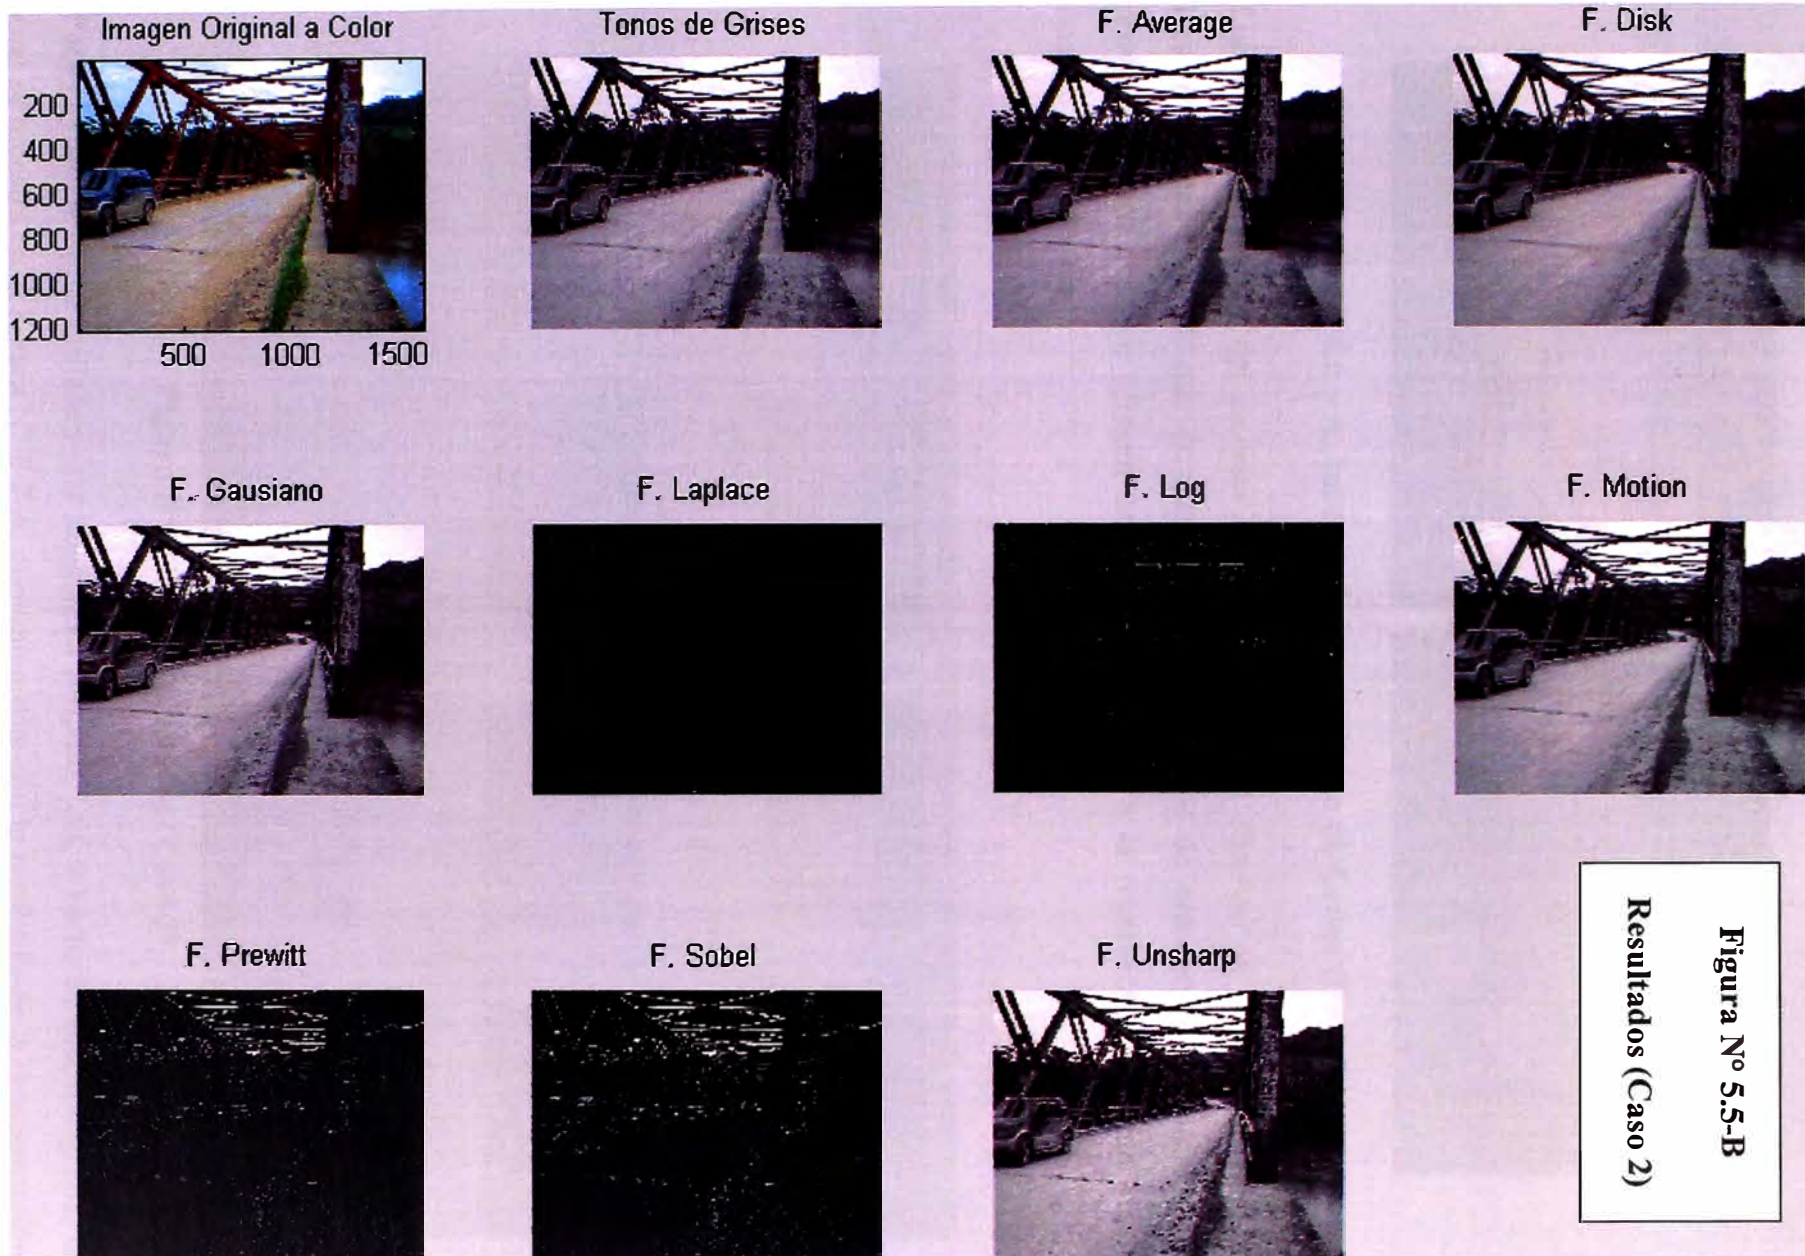 Imagen Original a Color
Tonos de Grises
F. Average
F. Disk
200
400
600
800
1000
1200
500
1000
1500
F. Gausiano
F. Laplace
F. Log
F. Motion
F. Prewitt
F. Sobel
F. Unsharp
Figura Nº 5.5-B
Resultados (Caso 2)